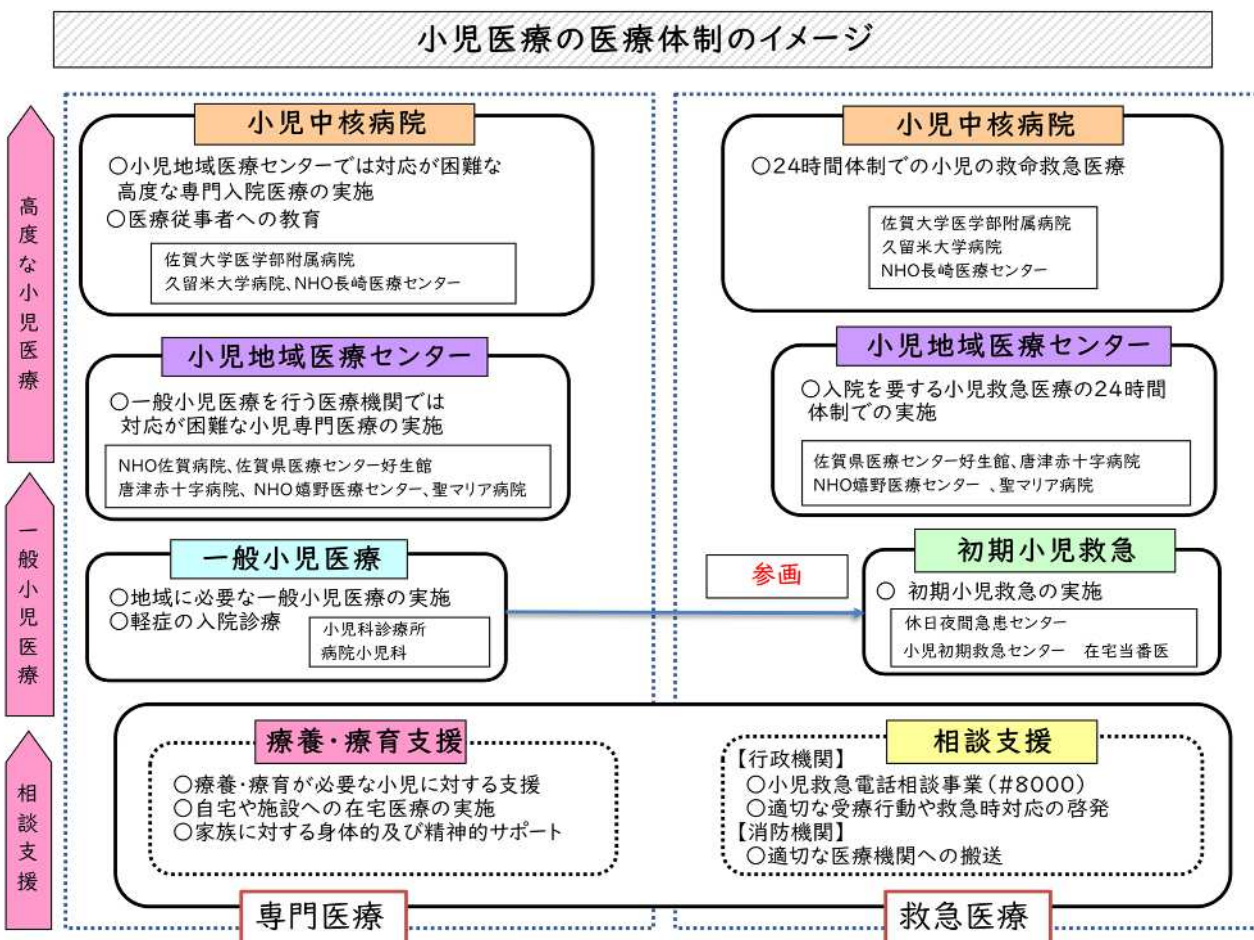 小児医療の医療体制のイメージ
高度な小児医療
一般小児医療
相談支援
小児中核病院
○小児地域医療センターでは対応が困難な
高度な専門入院医療の実施
○医療従事者への教育
佐賀大学医学部附属病院
久留米大学病院、NHO長崎医療センター
小児地域医療センター
○一般小児医療を行う医療機関では
対応が困難な小児専門医療の実施
NHO佐賀病院、佐賀県医療センター好生館
唐津赤十字病院、NHO嬉野医療センター、聖マリア病院
一般小児医療
○地域に必要な一般小児医療の実施
○軽症の入院診療
小児科診療所
病院小児科
参画
小児中核病院
○24時間体制での小児の救命救急医療
佐賀大学医学部附属病院
久留米大学病院
NHO長崎医療センター
小児地域医療センター
○入院を要する小児救急医療の24時間
体制での実施
佐賀県医療センター好生館、唐津赤十字病院
NHO嬉野医療センター 、聖マリア病院
初期小児救急
○ 初期小児救急の実施
休日夜間急患センター
小児初期救急センター　在宅当番医
療養・療育支援
○療養・療育が必要な小児に対する支援
○自宅や施設への在宅医療の実施
○家族に対する身体的及び精神的サポート
相談支援
【行政機関】
○小児救急電話相談事業(#8000)
○適切な受療行動や救急時対応の啓発
【消防機関】
○適切な医療機関への搬送
専門医療
救急医療